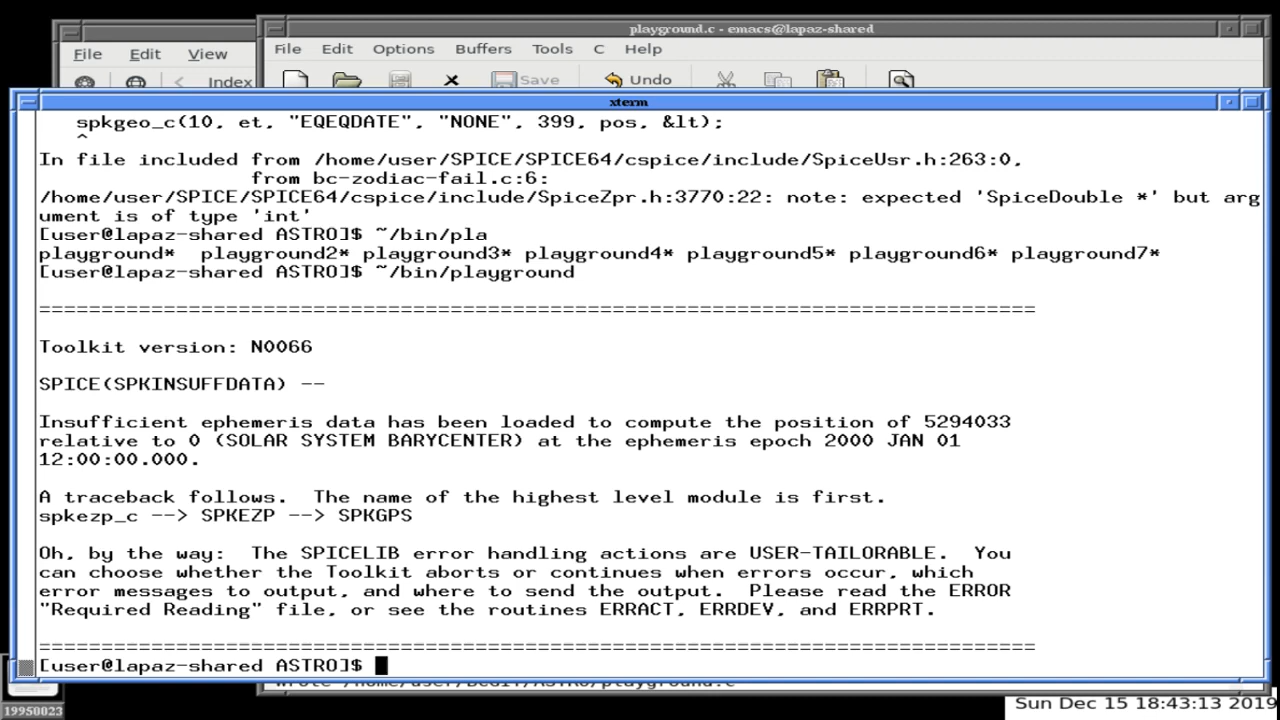 playground.c - emacs@lapaz-shared
File Edit View
File Edit Options Buffers Tools C Help
Index
Save Undo
xterm
spkgeo_c(10, et, "EQEQDATE", "NONE", 399, pos, &lt);
^
In file included from /home/user/SPICE/SPICE64/cspice/include/SpiceUsr.h:263:0,
from bc-zodiac-fail.c:6:
/home/user/SPICE/SPICE64/cspice/include/SpiceZpr.h:3770:22: note: expected 'SpiceDouble *' but arg
ument is of type 'int'
[user@lapaz-shared ASTRO]$ ~/bin/pla
playground* playground2* playground3* playground4* playground5* playground6* playground7*
[user@lapaz-shared ASTRO]$ ~/bin/playground
===================================================================================
Toolkit version: N0066
SPICE(SPKINSUFFDATA) --
Insufficient ephemeris data has been loaded to compute the position of 5294033
relative to 0 (SOLAR SYSTEM BARYCENTER) at the ephemeris epoch 2000 JAN 01
12:00:00.000.
A traceback follows. The name of the highest level module is first.
spkezp_c --> SPKEZP --> SPKGPS
Oh, by the way: The SPICELIB error handling actions are USER-TAILORABLE. You
can choose whether the Toolkit aborts or continues when errors occur, which
error messages to output, and where to send the output. Please read the ERROR
"Required Reading" file, or see the routines ERRACT, ERRDEV, and ERRPRT.
===================================================================================
[user@lapaz-shared ASTRO]$
19950023
Sun Dec 15 18:43:13 2019